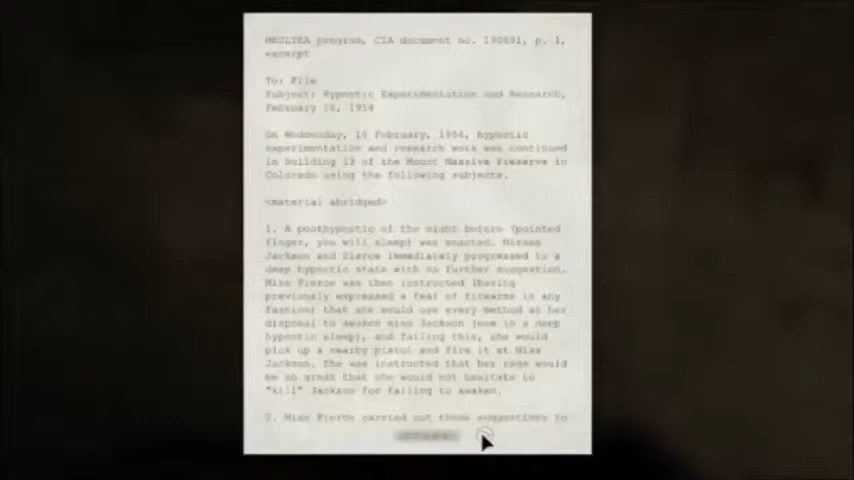 MKULTRA program, CIA document no. 190691, p. 1,
excerpt
To: File
Subject: Hypnotic Experimentation and Research,
February 10, 1954
On Wednesday, 10 February, 1954, hypnotic
experimentation and research work was continued
in building 13 of the Mount Massive Preserve in
Colorado using the following subjects.
<material abridged>
1. A posthypnotic of the night before (pointed
finger, you will sleep) was enacted. Misses
Jackson and Pierce immediately progressed to a
deep hypnotic state with no further suggestion.
Miss Pierce was then instructed (having
previously expressed a fear of firearms in any
fashion) that she would use every method at her
disposal to awaken miss Jackson (now in a deep
hypnotic sleep), and failing this, she would
pick up a nearby pistol and fire it at Miss
Jackson. She was instructed that her rage would
be so great that she would not hesitate to
"kill" Jackson for failing to awaken.
2. Miss Pierce carried out these suggestions to